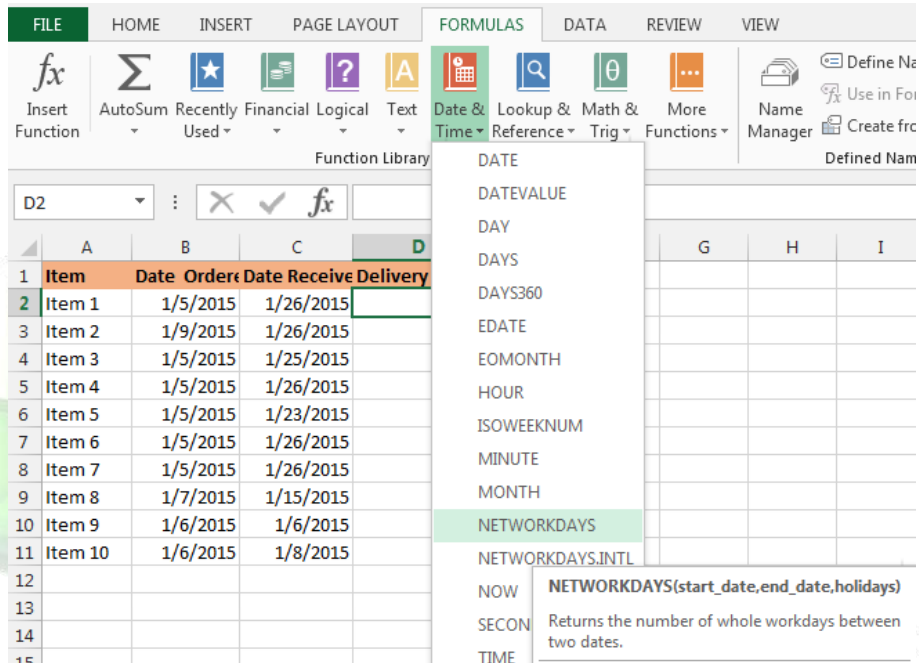 FILE HOME INSERT PAGE LAYOUT FORMULAS DATA REVIEW VIEW
fx Σ ? A θ
Insert Function AutoSum Recently Used Financial Logical Text Date & Time Lookup & Reference Math & Trig More Functions Name Manager
Define Na
fx Use in For
Create fro
Function Library Defined Nam
D2 fx
A B C D G H I
1 Item Date Ordere Date Receive Delivery
2 Item 1 1/5/2015 1/26/2015
3 Item 2 1/9/2015 1/26/2015
4 Item 3 1/5/2015 1/25/2015
5 Item 4 1/5/2015 1/26/2015
6 Item 5 1/5/2015 1/23/2015
7 Item 6 1/5/2015 1/26/2015
8 Item 7 1/5/2015 1/26/2015
9 Item 8 1/7/2015 1/15/2015
10 Item 9 1/6/2015 1/6/2015
11 Item 10 1/6/2015 1/8/2015
12
13
14
15
DATE
DATEVALUE
DAY
DAYS
DAYS360
EDATE
EOMONTH
HOUR
ISOWEEKNUM
MINUTE
MONTH
NETWORKDAYS
NETWORKDAYS.INTL
NOW
SECON
TIME
NETWORKDAYS(start_date,end_date,holidays)
Returns the number of whole workdays between
two dates.